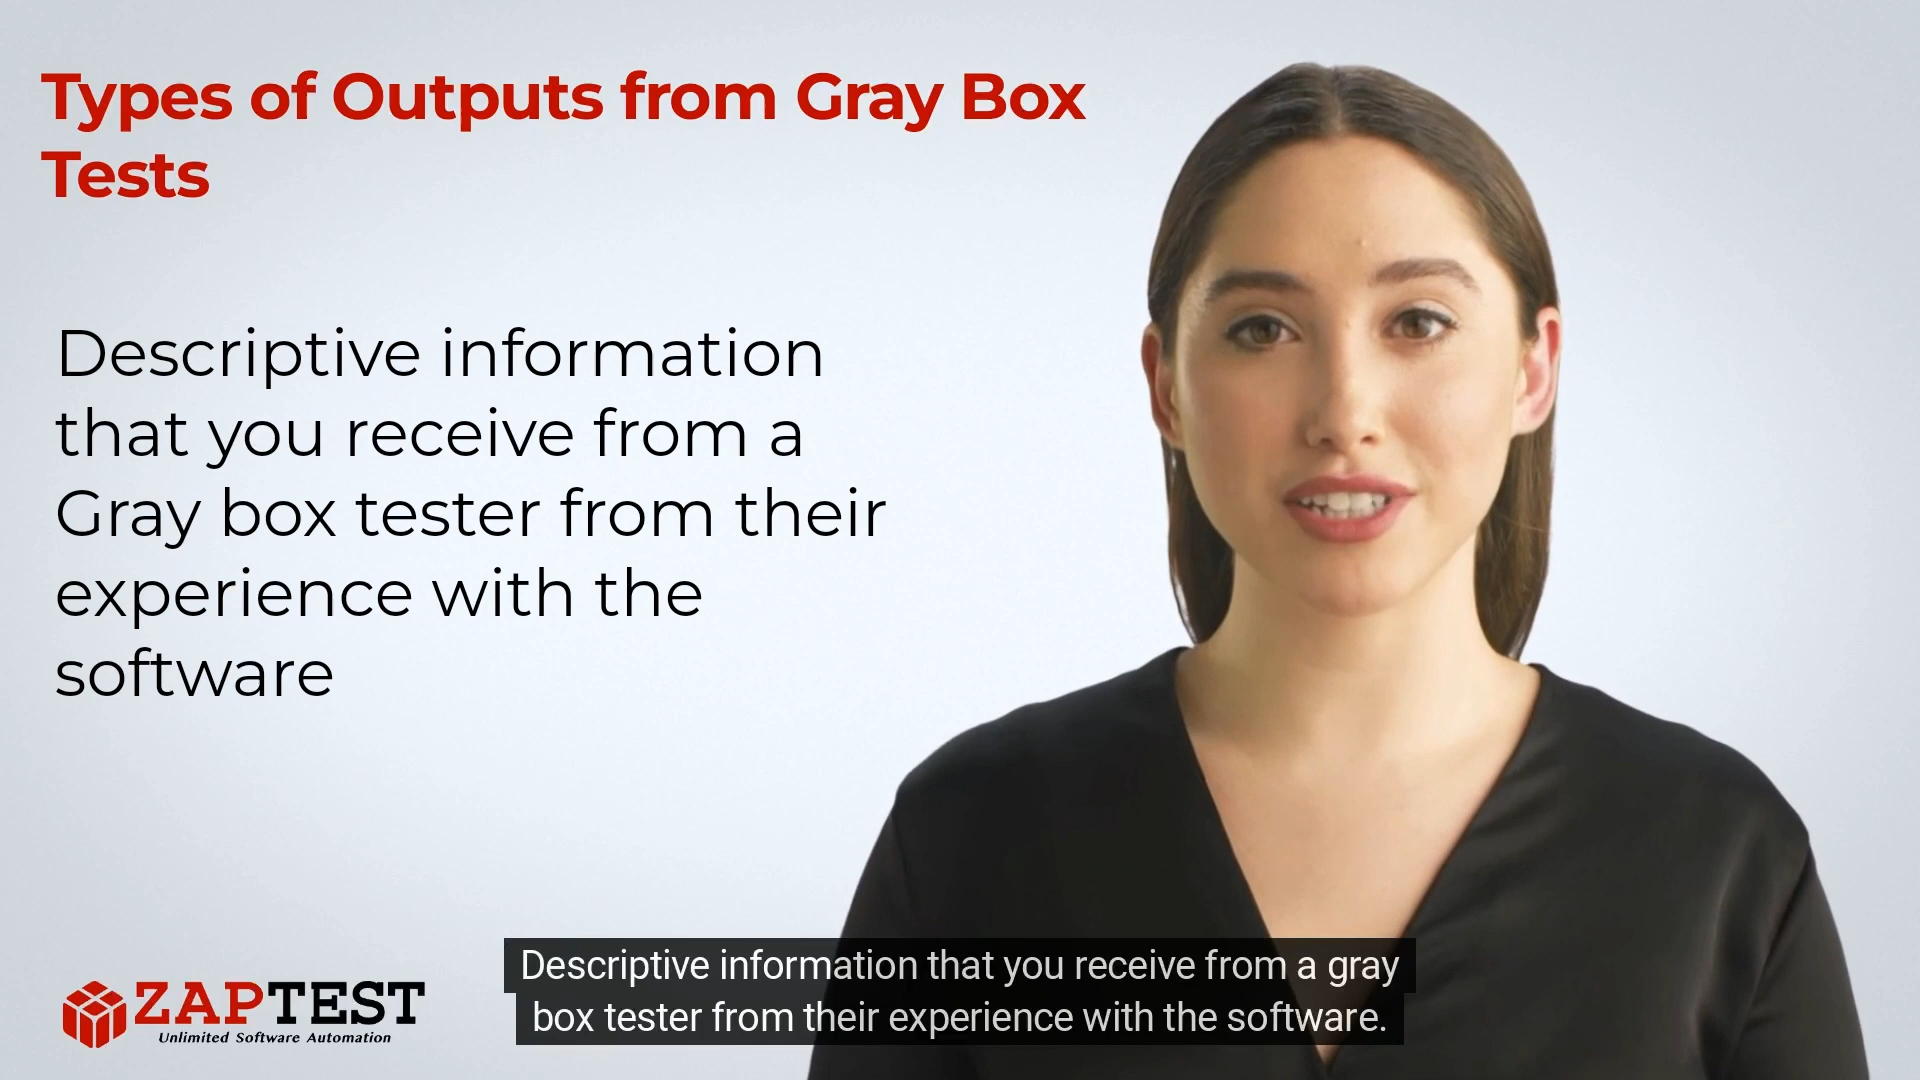 Types of Outputs from Gray Box
Tests
Descriptive information
that you receive from a
Gray box tester from their
experience with the
software
ZAPTEST
Unlimited Software Automation
Descriptive information that you receive from a gray
box tester from their experience with the software.